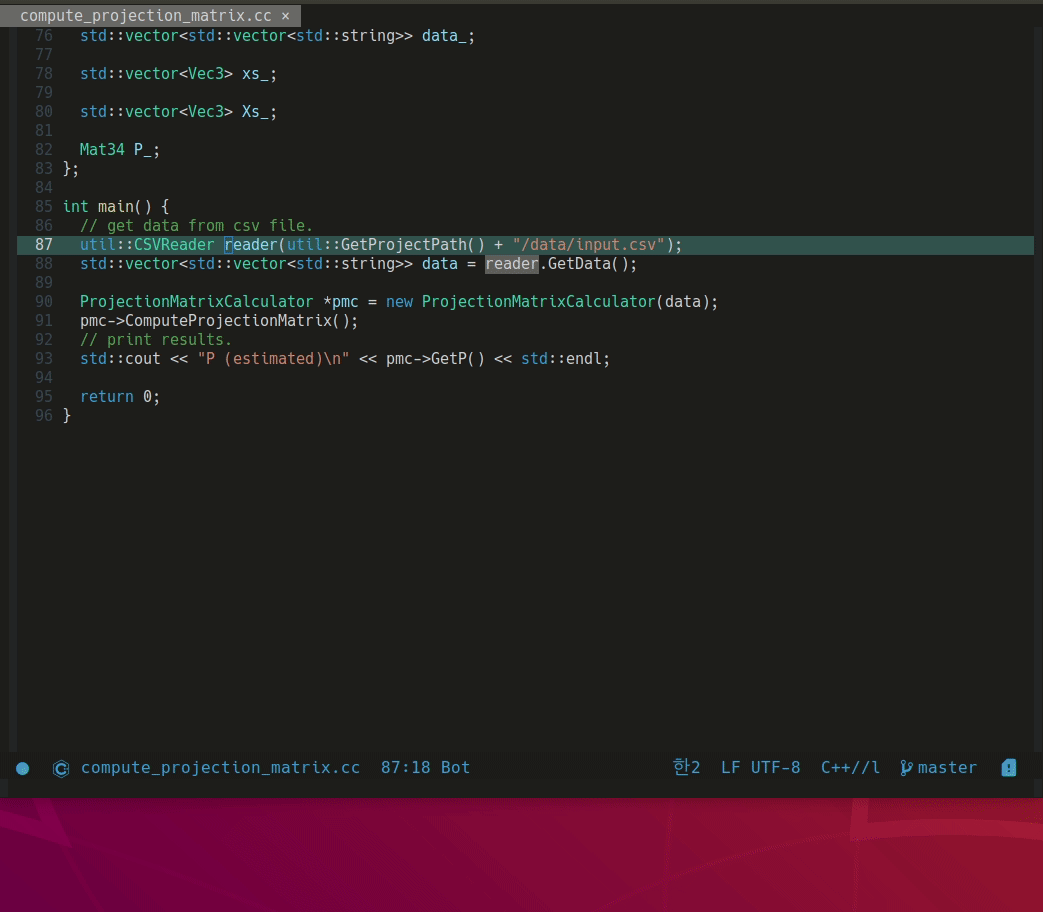 compute_projection_matrix.cc ×
76 std::vector<std::vector<std::string>> data_;
77
78 std::vector<Vec3> xs_;
79
80 std::vector<Vec3> Xs_;
81
82 Mat34 P_;
83 };
84
85 int main() {
86 // get data from csv file.
87 util::CSVReader reader(util::GetProjectPath() + "/data/input.csv");
88 std::vector<std::vector<std::string>> data = reader.GetData();
89
90 ProjectionMatrixCalculator *pmc = new ProjectionMatrixCalculator(data);
91 pmc->ComputeProjectionMatrix();
92 // print results.
93 std::cout << "P (estimated)\n" << pmc->GetP() << std::endl;
94
95 return 0;
96 }
compute_projection_matrix.cc 87:18 Bot 한2 LF UTF-8 C++//l master